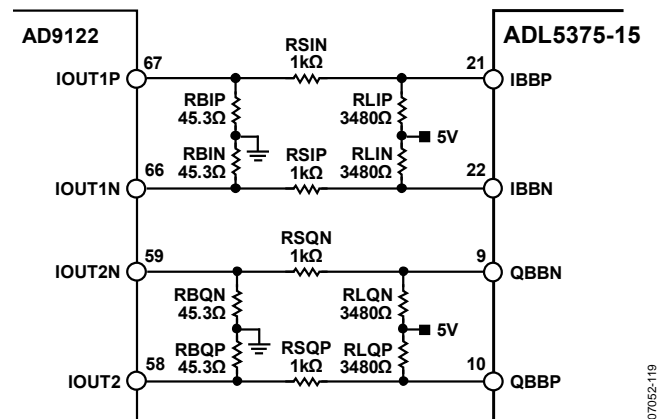 AD9122
ADL5375-15
IOUT1P
67
RSIN
1kΩ
21
IBBP
RBIP
45.3Ω
RLIP
3480Ω
5V
RBIN
45.3Ω
RSIP
1kΩ
RLIN
3480Ω
IOUT1N
66
22
IBBN
IOUT2N
59
RSQN
1kΩ
9
QBBN
RBQN
45.3Ω
RLQN
3480Ω
5V
RBQP
45.3Ω
RSQP
1kΩ
RLQP
3480Ω
IOUT2
58
10
QBBP
07052-119